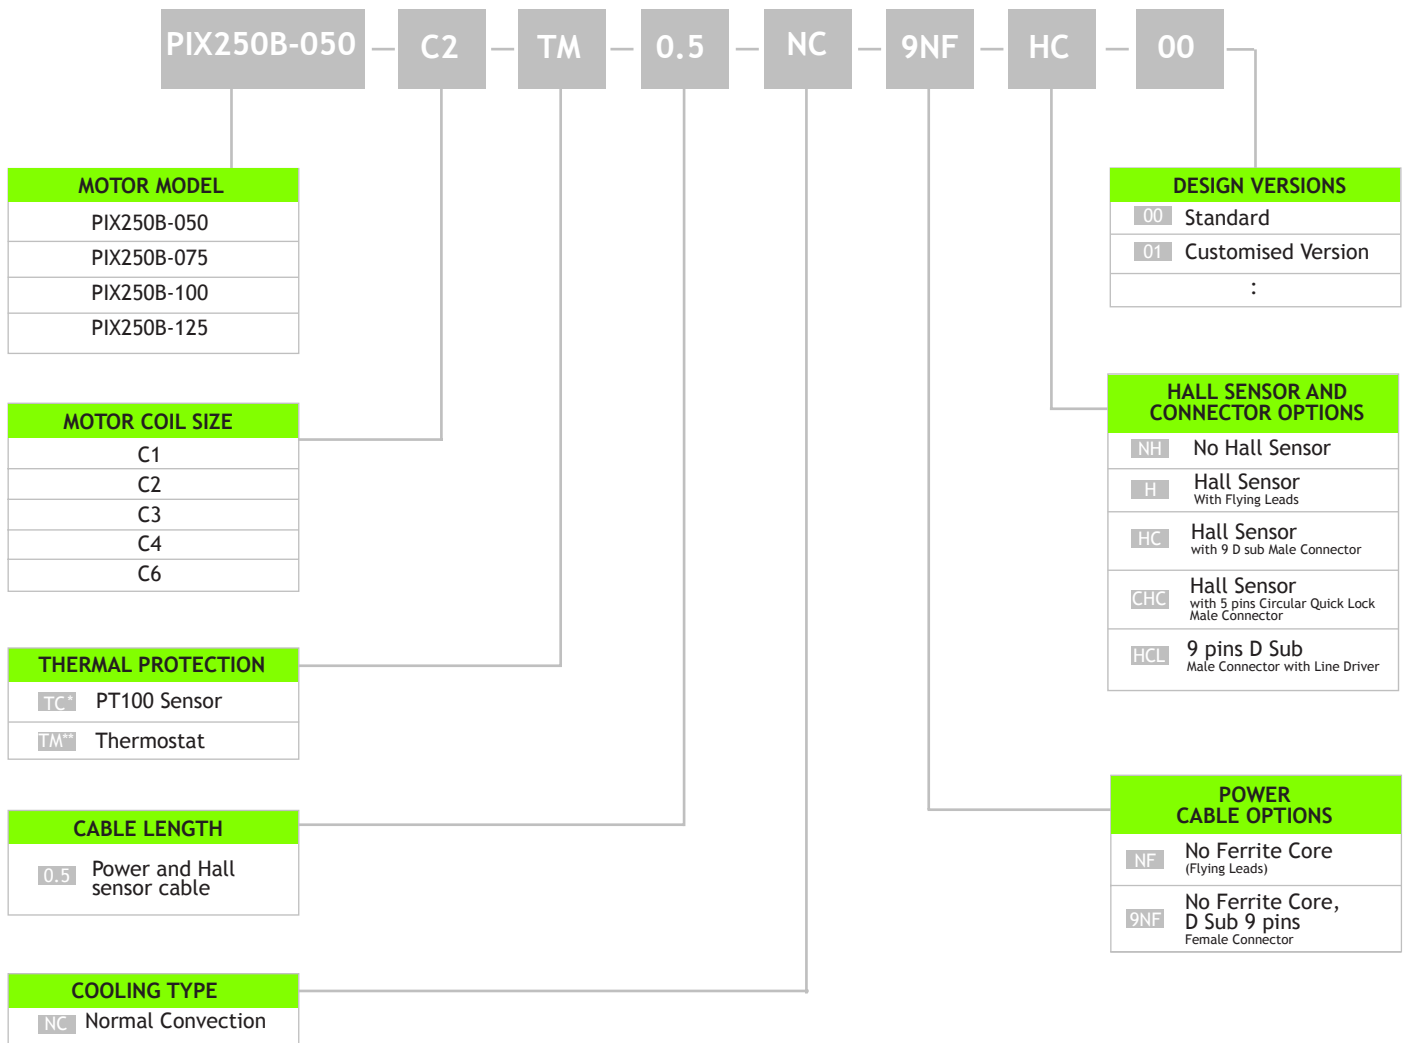 PIX250B-050 – C2 – TM – 0.5 – NC – 9NF – HC – 00
MOTOR MODEL
PIX250B-050
PIX250B-075
PIX250B-100
PIX250B-125
MOTOR COIL SIZE
C1
C2
C3
C4
C6
THERMAL PROTECTION
TC* PT100 Sensor
TM** Thermostat
CABLE LENGTH
0.5 Power and Hall
sensor cable
COOLING TYPE
NC Normal Convection
DESIGN VERSIONS
00 Standard
01 Customised Version
:
HALL SENSOR AND
CONNECTOR OPTIONS
NH No Hall Sensor
H Hall Sensor
With Flying Leads
HC Hall Sensor
with 9 D sub Male Connector
CHC Hall Sensor
with 5 pins Circular Quick Lock
Male Connector
HCL 9 pins D Sub
Male Connector with Line Driver
POWER
CABLE OPTIONS
NF No Ferrite Core
(Flying Leads)
9NF No Ferrite Core,
D Sub 9 pins
Female Connector